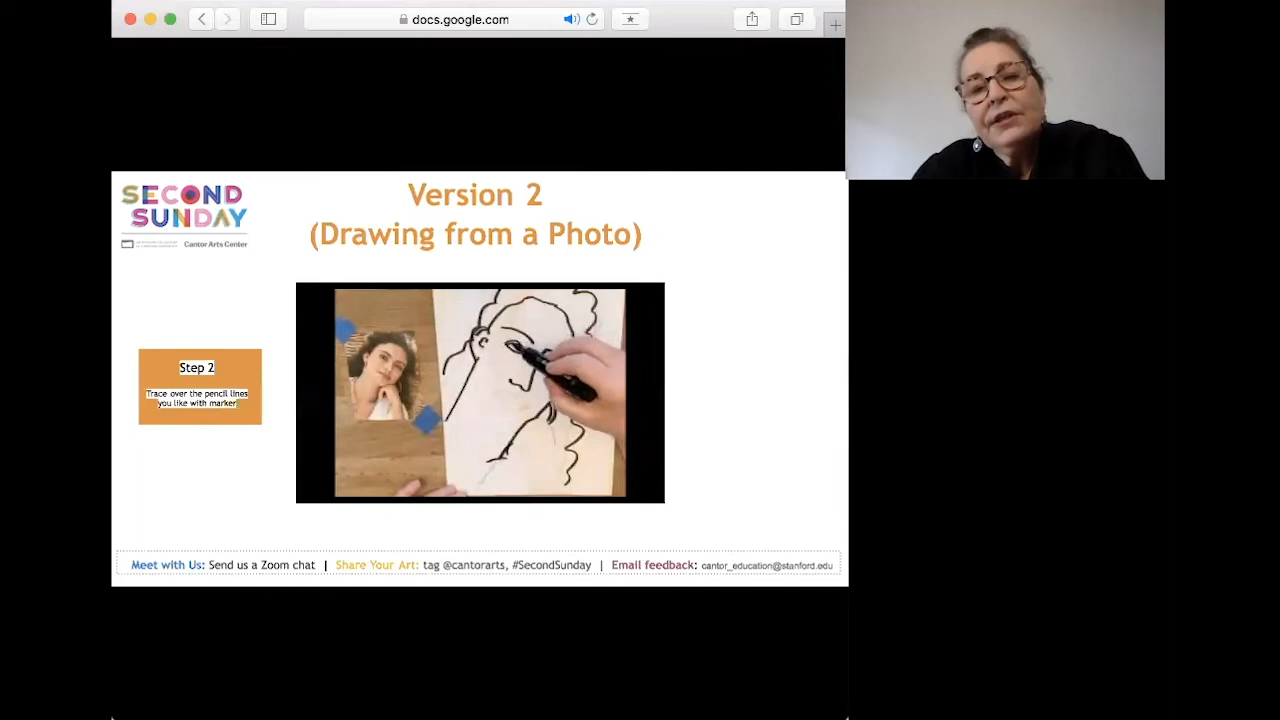 docs.google.com
SECOND
SUNDAY
Cantor Arts Center
Version 2
(Drawing from a Photo)
Step 2
Trace over the pencil lines
you like with marker
Meet with Us: Send us a Zoom chat | Share Your Art: tag @cantorarts, #SecondSunday | Email feedback: cantor_education@stanford.edu